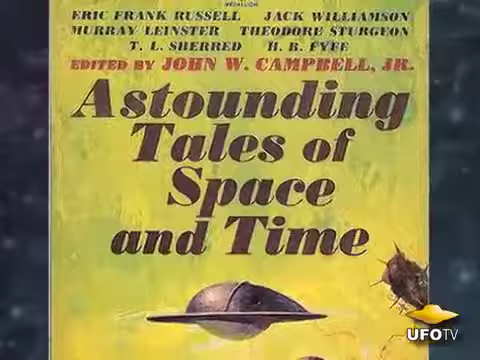 MEDALLION
ERIC FRANK RUSSELL JACK WILLIAMSON
MURRAY LEINSTER THEODORE STURGEON
T. L. SHERRED H. B. FYFE
EDITED BY JOHN W. CAMPBELL, JR.
Astounding
Tales of
Space
and Time
UFOTV